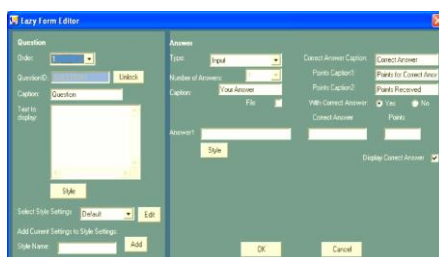 Lazy Form Editor
Question
Order: 1
QuestionID: Unlock
Caption: Question
Text to display:
Style
Select Style Settings Default Edit
Add Current Settings to Style Settings:
Style Name: Add
Answer
Type: Input
Number of Answers:
Caption: Your Answer
File
Answer1:
Style
Correct Answer Caption: Correct Answer
Points Caption1: Points for Correct Answ
Points Caption2: Points Received
With Correct Answer: Yes No
Correct Answer Points
Display Correct Answer
OK Cancel